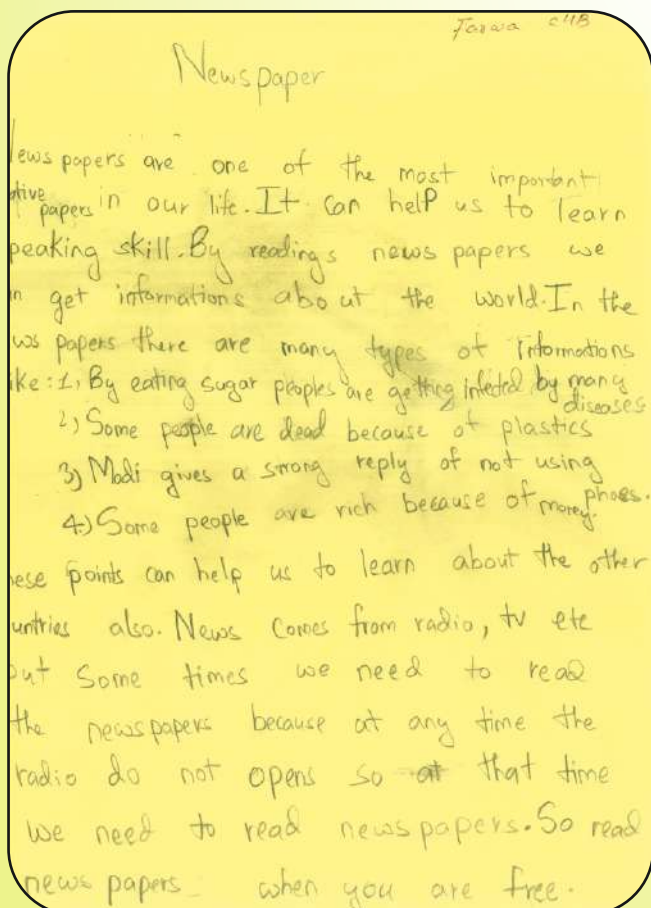 Tarwa c4B
Newspaper
ews papers are one of the most important
ative papers in our life. It can help us to learn
peaking skill. By readings news papers we
n get informations about the world. In the
ws papers there are many types of informations
ike: 1, By eating sugar peoples are getting infected by many diseases
2) Some people are dead because of plastics
3) Modi gives a strong reply of not using phoes.
4.) Some people are rich because of money.
ese points can help us to learn about the other
untries also. News Comes from radio, tv etc
but Some times we need to read
the newspapers because at any time the
radio do not opens so at that time
we need to read news papers. So read
news papers when you are free.